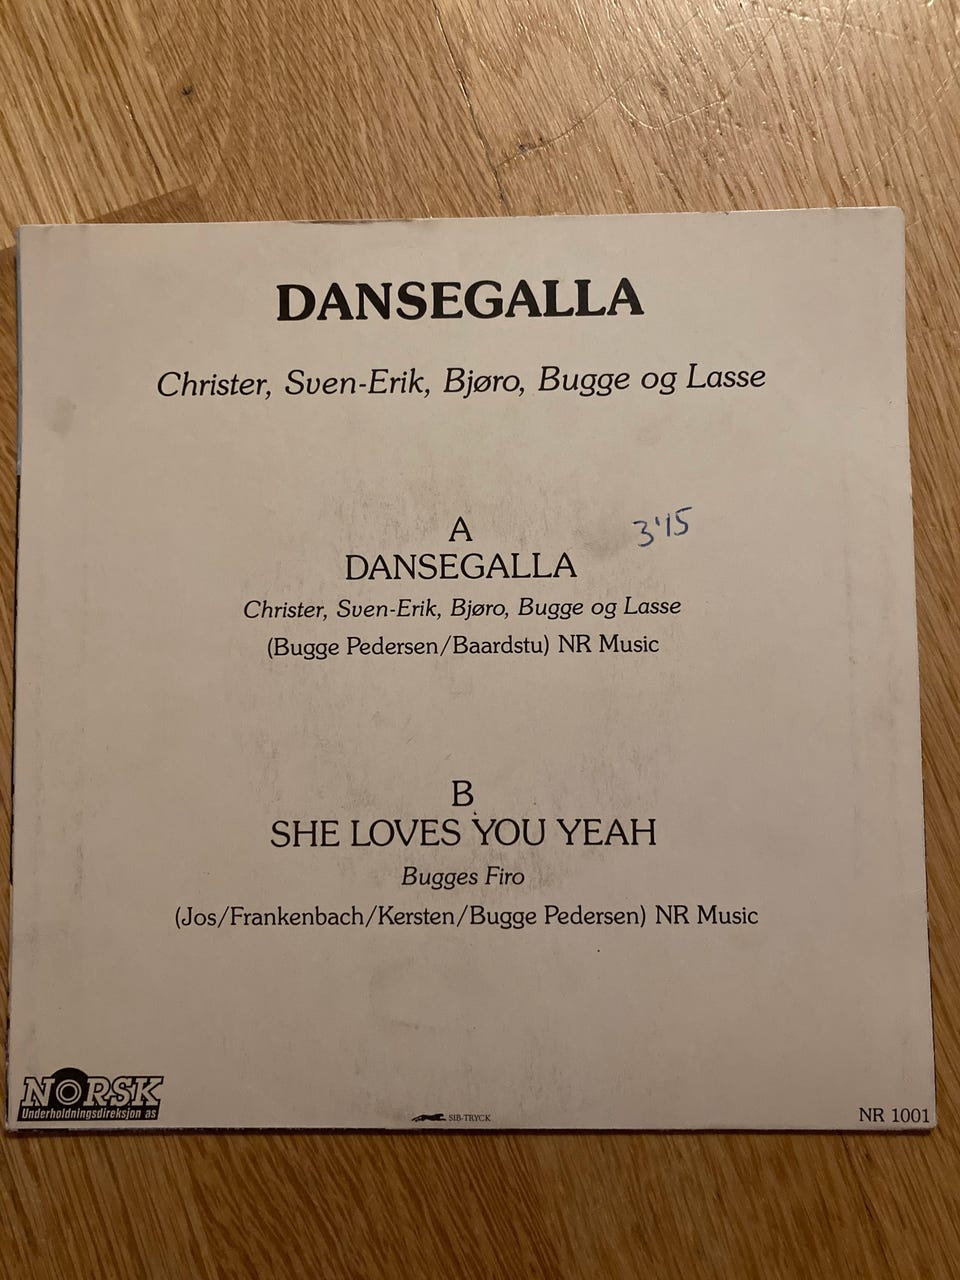 DANSEGALLA
Christer, Sven-Erik, Bjøro, Bugge og Lasse
A
3'15
DANSEGALLA
Christer, Sven-Erik, Bjøro, Bugge og Lasse
(Bugge Pedersen/Baardstu) NR Music
B
SHE LOVES YOU YEAH
Bugges Firo
(Jos/Frankenbach/Kersten/Bugge Pedersen) NR Music
NORSK
Underholdningsdireksjon as
SIB-TRYCK
NR 1001